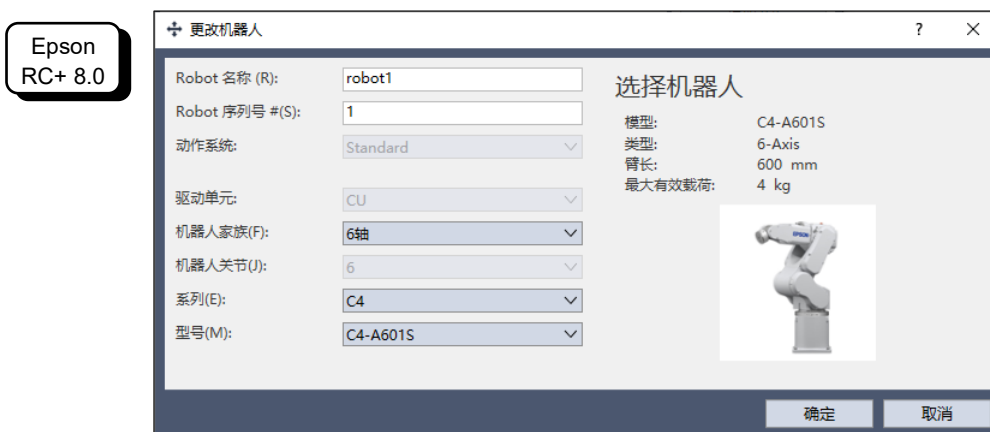 Epson
RC+ 8.0
更改机器人
?
Robot 名称 (R):
robot1
Robot 序列号 #(S):
1
动作系统:
Standard
驱动单元:
CU
机器人家族(F):
6轴
机器人关节(J):
6
系列(E):
C4
型号(M):
C4-A601S
选择机器人
模型: C4-A601S
类型: 6-Axis
臂长: 600 mm
最大有效载荷: 4 kg
EPSON
确定
取消